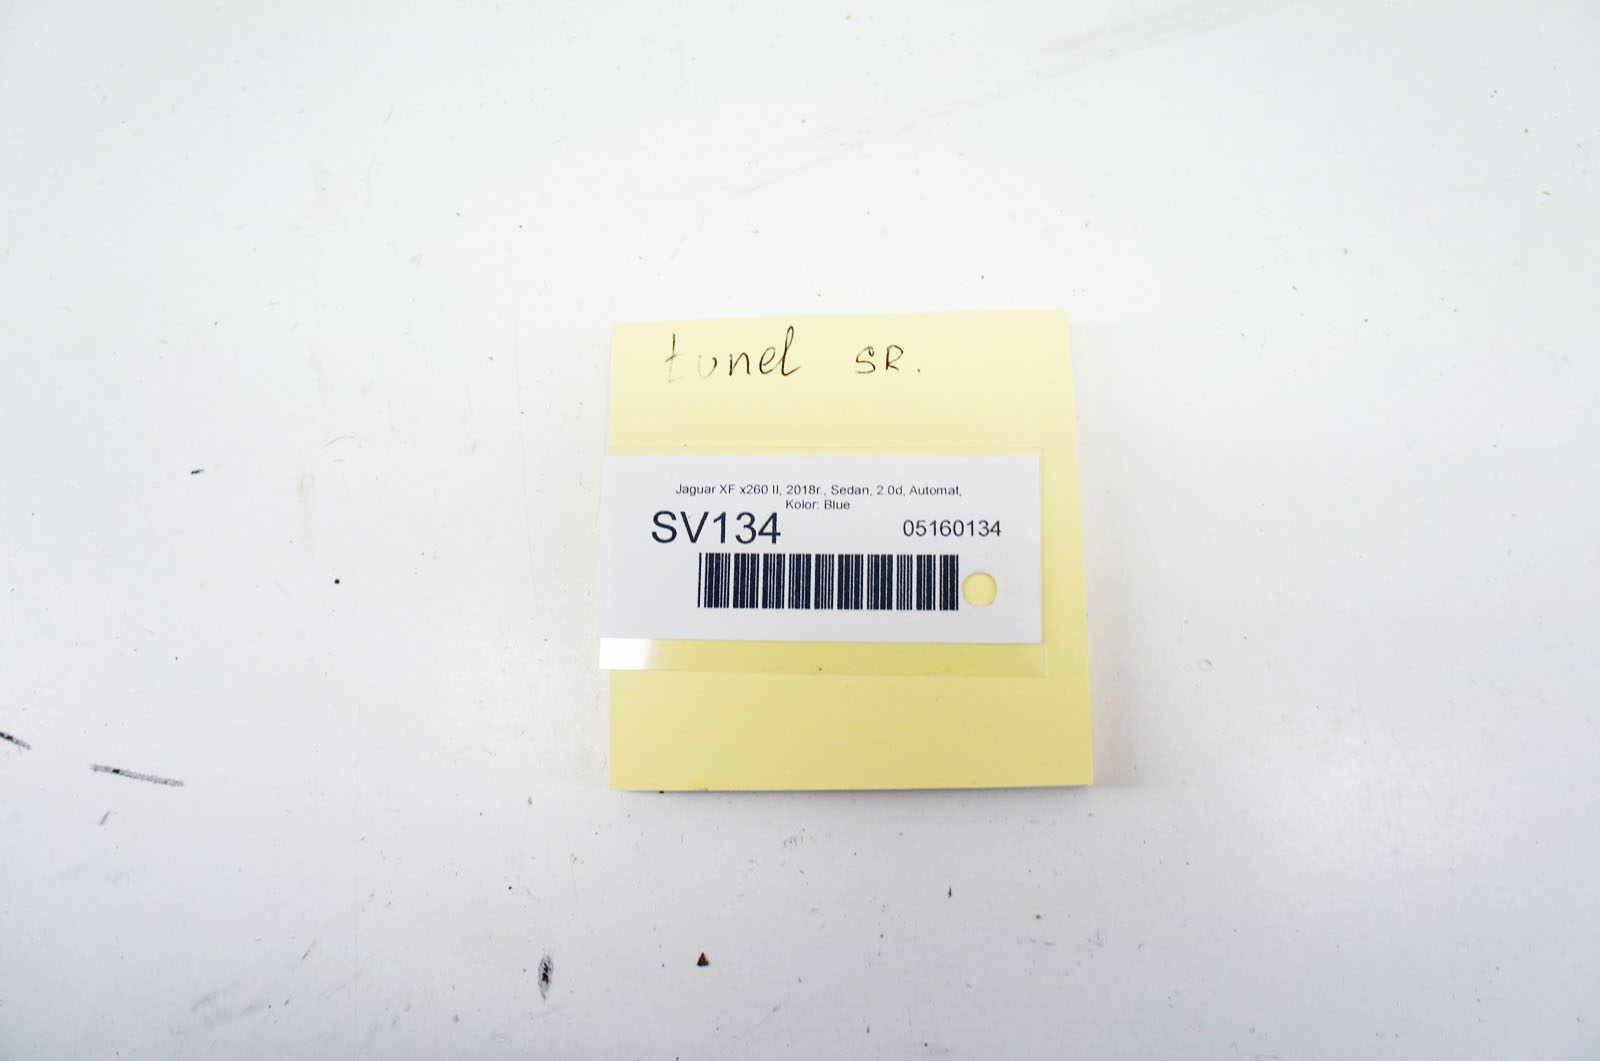 tunel SR.
Jaguar XF x260 II, 2018r., Sedan, 2.0d, Automat,
Kolor: Blue
SV134 05160134